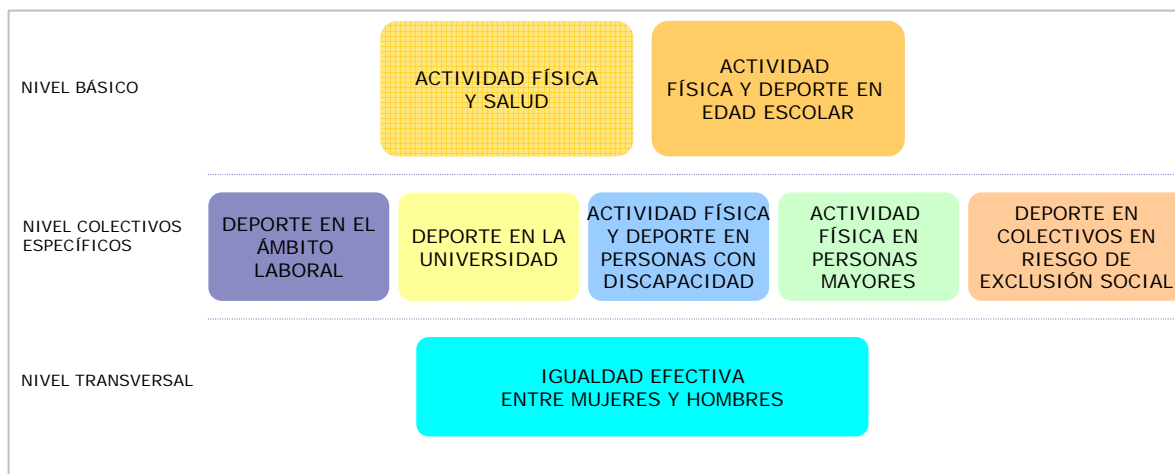 NIVEL BÁSICO
ACTIVIDAD FÍSICA
Y SALUD
ACTIVIDAD
FÍSICA Y DEPORTE EN
EDAD ESCOLAR
NIVEL COLECTIVOS
ESPECÍFICOS
DEPORTE EN EL
ÁMBITO
LABORAL
DEPORTE EN LA
UNIVERSIDAD
ACTIVIDAD FÍSICA
Y DEPORTE EN
PERSONAS CON
DISCAPACIDAD
ACTIVIDAD
FÍSICA EN
PERSONAS
MAYORES
DEPORTE EN
COLECTIVOS EN
RIESGO DE
EXCLUSIÓN SOCIAL
NIVEL TRANSVERSAL
IGUALDAD EFECTIVA
ENTRE MUJERES Y HOMBRES